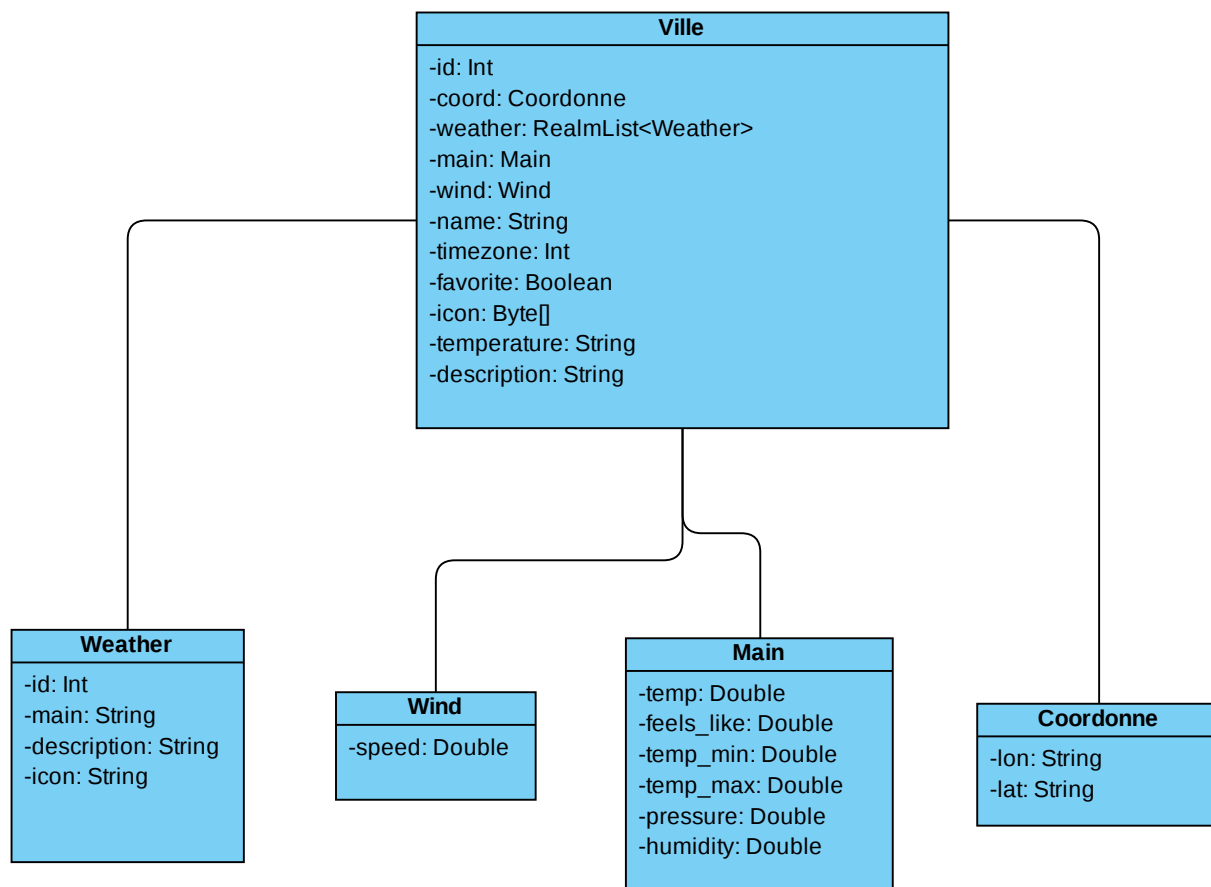 Ville
-id: Int
-coord: Coordonne
-weather: RealmList<Weather>
-main: Main
-wind: Wind
-name: String
-timezone: Int
-favorite: Boolean
-icon: Byte[]
-temperature: String
-description: String
Weather
-id: Int
-main: String
-description: String
-icon: String
Wind
-speed: Double
Main
-temp: Double
-feels_like: Double
-temp_min: Double
-temp_max: Double
-pressure: Double
-humidity: Double
Coordonne
-lon: String
-lat: String